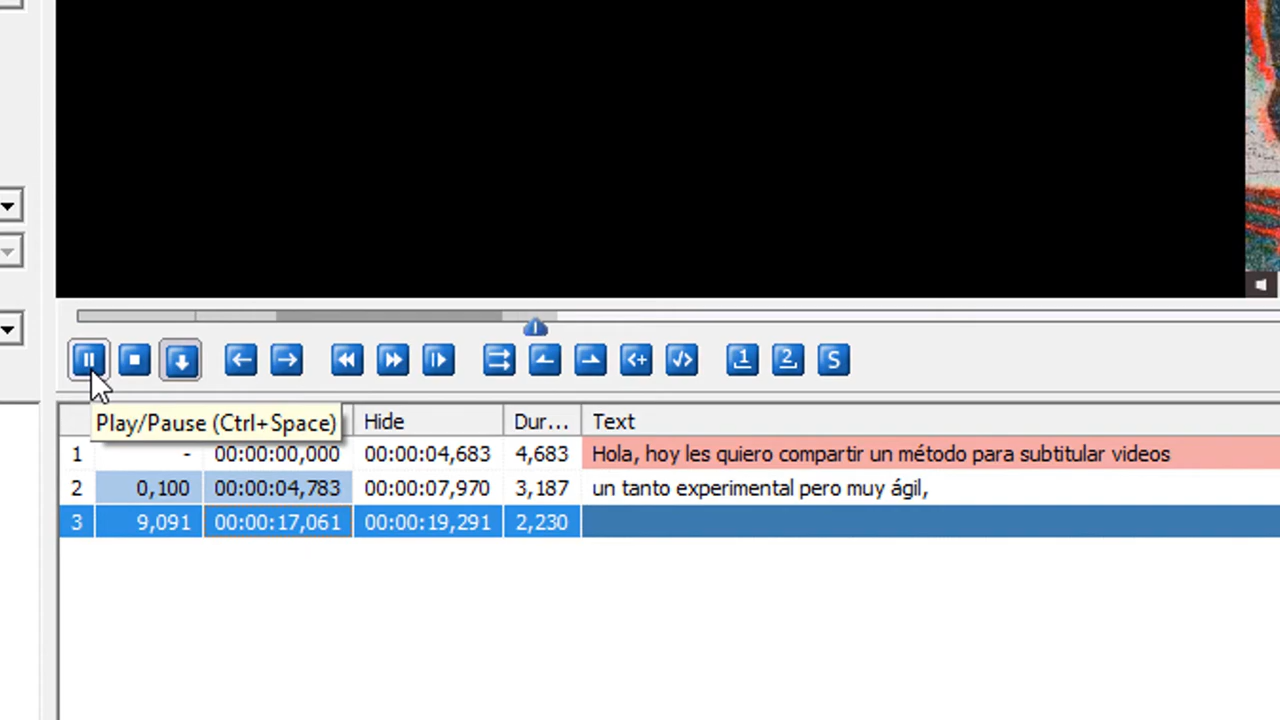 1 2 S
Play/Pause (Ctrl+Space) Hide Dur... Text
1 - 00:00:00,000 00:00:04,683 4,683 Hola, hoy les quiero compartir un método para subtitular videos
2 0,100 00:00:04,783 00:00:07,970 3,187 un tanto experimental pero muy ágil,
3 9,091 00:00:17,061 00:00:19,291 2,230